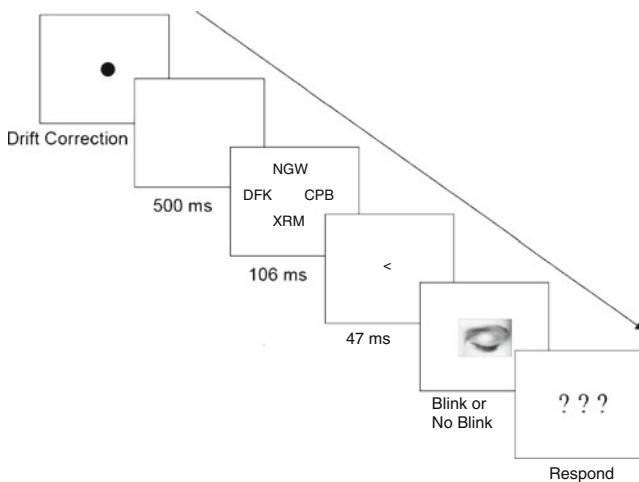 Drift Correction
500 ms
NGW
DFK CPB
XRM
106 ms
<
47 ms
Blink or
No Blink
? ? ?
Respond